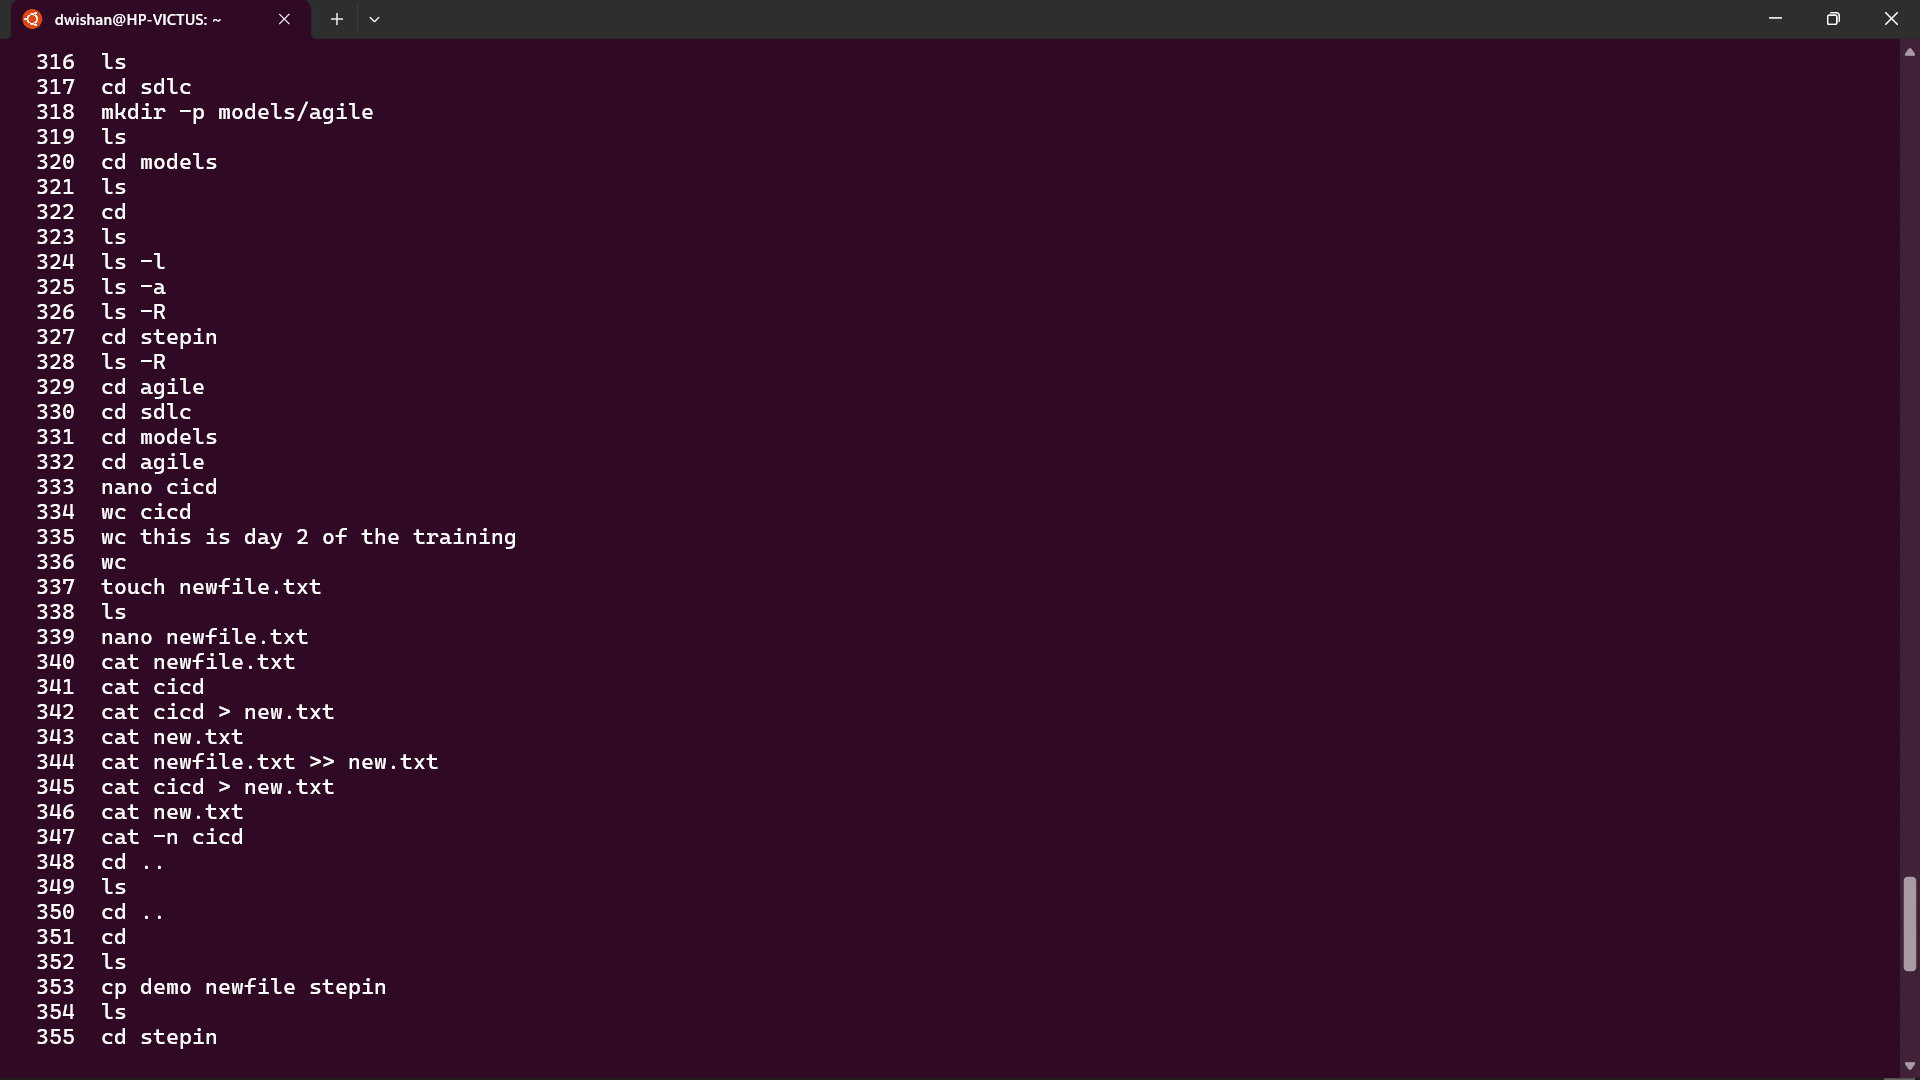 dwishan@HP-VICTUS: ~
316 ls
317 cd sdlc
318 mkdir -p models/agile
319 ls
320 cd models
321 ls
322 cd
323 ls
324 ls -l
325 ls -a
326 ls -R
327 cd stepin
328 ls -R
329 cd agile
330 cd sdlc
331 cd models
332 cd agile
333 nano cicd
334 wc cicd
335 wc this is day 2 of the training
336 wc
337 touch newfile.txt
338 ls
339 nano newfile.txt
340 cat newfile.txt
341 cat cicd
342 cat cicd > new.txt
343 cat new.txt
344 cat newfile.txt >> new.txt
345 cat cicd > new.txt
346 cat new.txt
347 cat -n cicd
348 cd ..
349 ls
350 cd ..
351 cd
352 ls
353 cp demo newfile stepin
354 ls
355 cd stepin